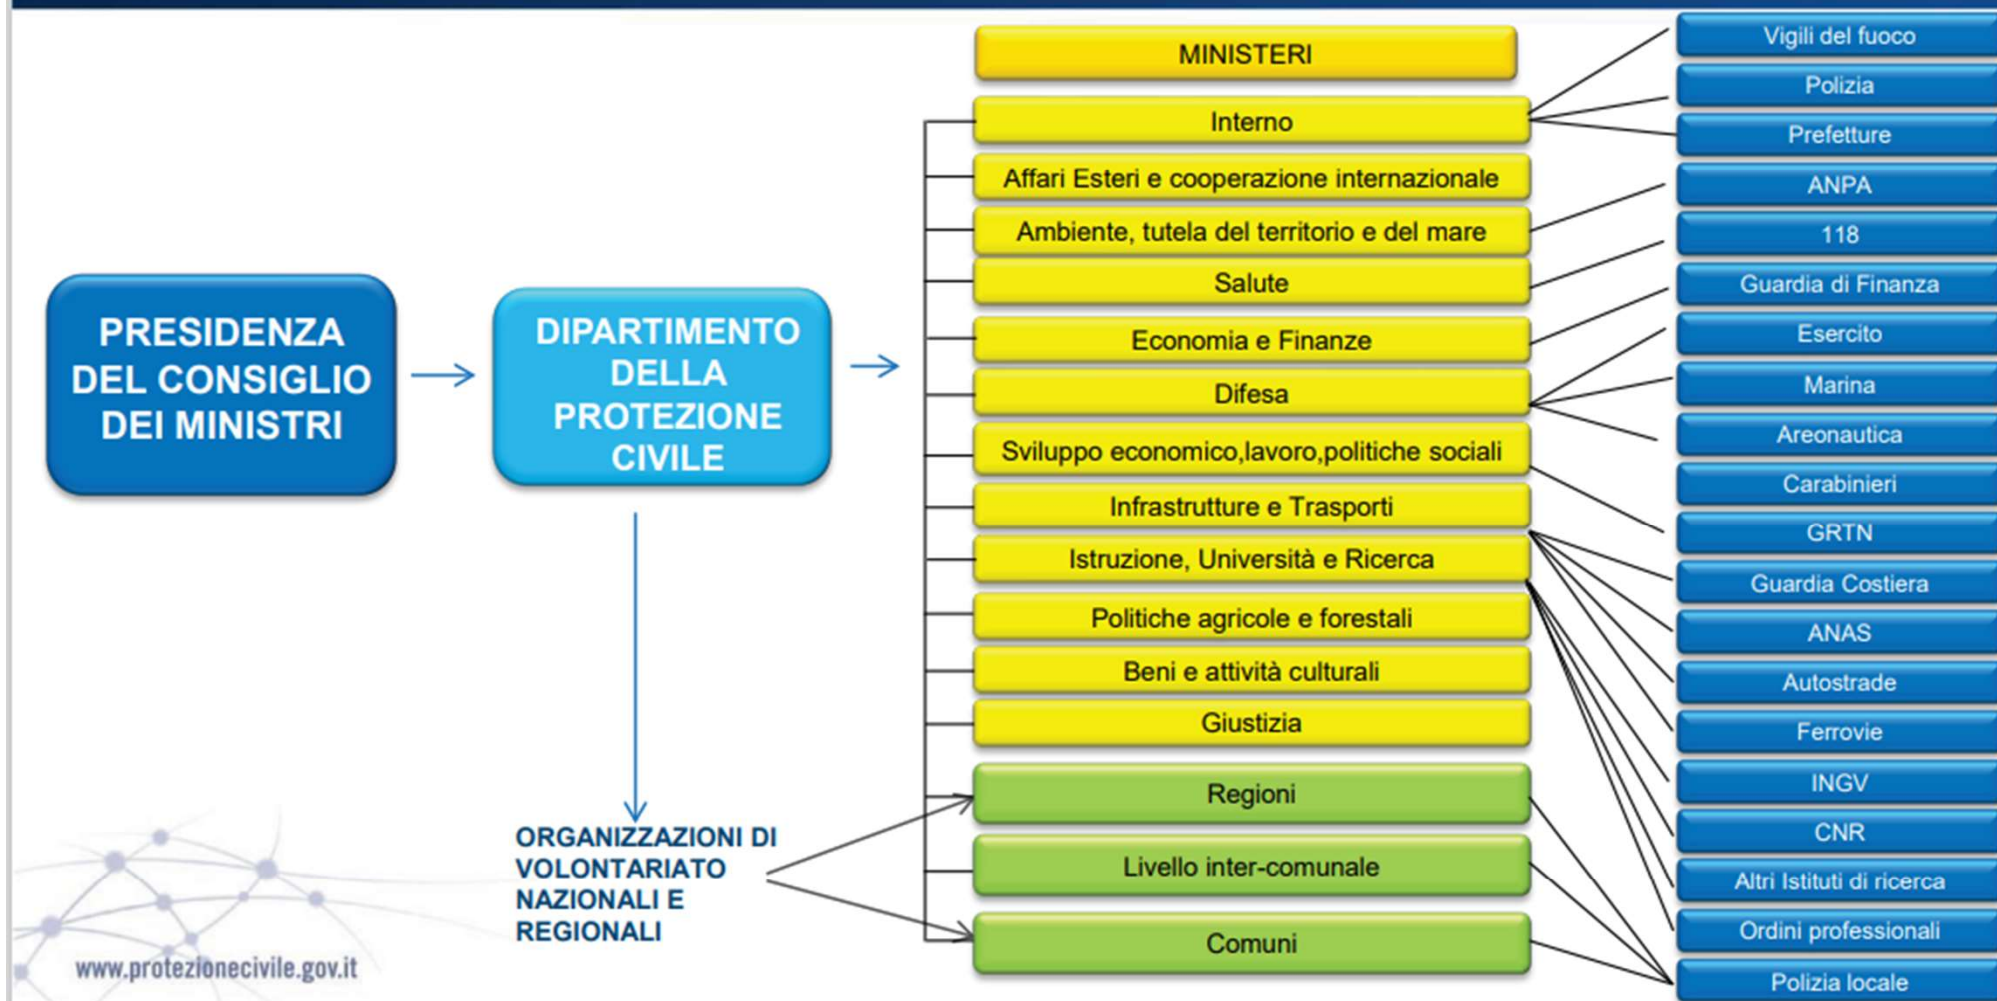 PRESIDENZA
DEL CONSIGLIO
DEI MINISTRI
DIPARTIMENTO
DELLA
PROTEZIONE
CIVILE
ORGANIZZAZIONI DI
VOLONTARIATO
NAZIONALI E
REGIONALI
www.protezionecivile.gov.it
MINISTERI
Interno
Affari Esteri e cooperazione internazionale
Ambiente, tutela del territorio e del mare
Salute
Economia e Finanze
Difesa
Sviluppo economico,lavoro,politiche sociali
Infrastrutture e Trasporti
Istruzione, Università e Ricerca
Politiche agricole e forestali
Beni e attività culturali
Giustizia
Regioni
Livello inter-comunale
Comuni
Vigili del fuoco
Polizia
Prefetture
ANPA
118
Guardia di Finanza
Esercito
Marina
Areonautica
Carabinieri
GRTN
Guardia Costiera
ANAS
Autostrade
Ferrovie
INGV
CNR
Altri Istituti di ricerca
Ordini professionali
Polizia locale